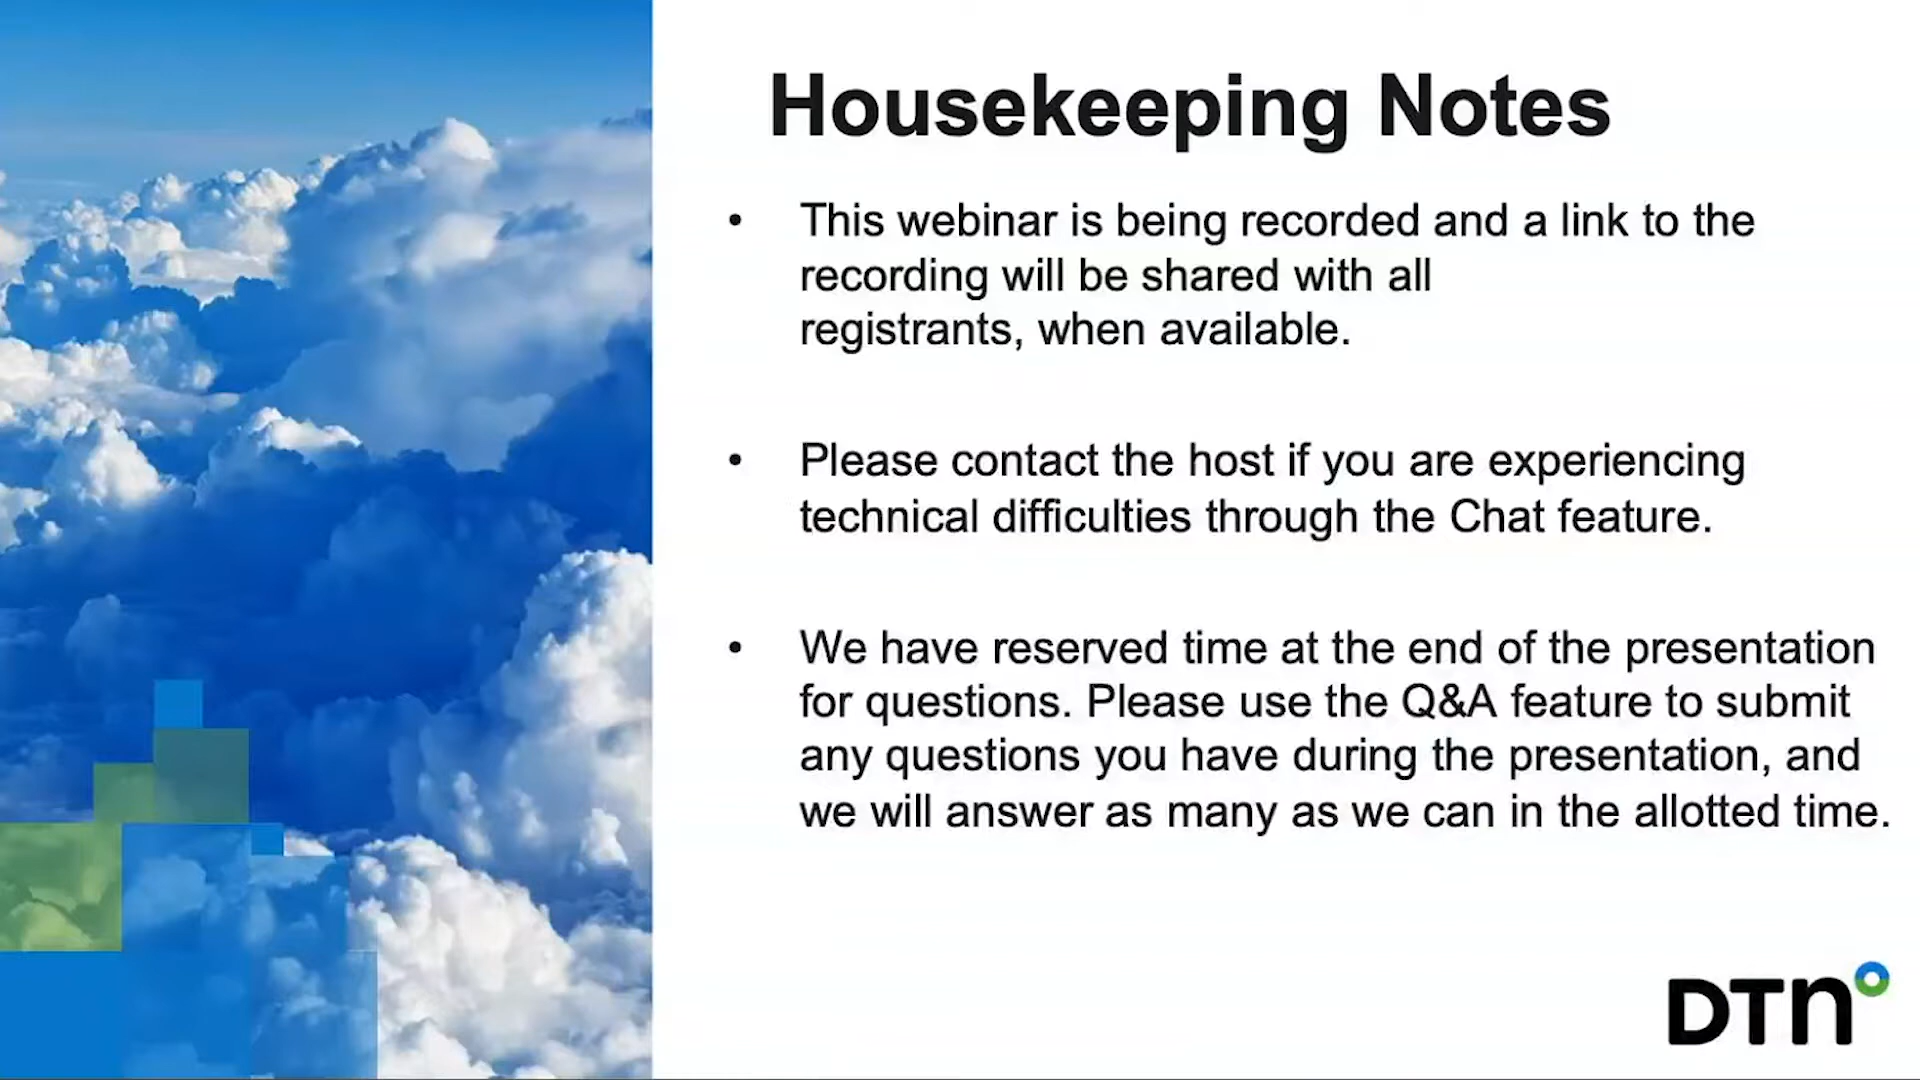 Housekeeping Notes
• This webinar is being recorded and a link to the
recording will be shared with all
registrants, when available.
• Please contact the host if you are experiencing
technical difficulties through the Chat feature.
• We have reserved time at the end of the presentation
for questions. Please use the Q&A feature to submit
any questions you have during the presentation, and
we will answer as many as we can in the allotted time.
DTN